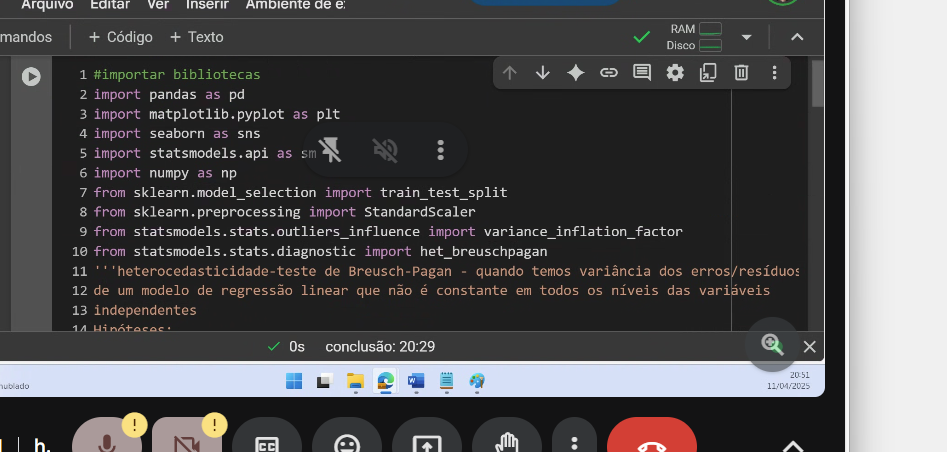 Arquivo Editar Ver Inserir Ambiente de e
mandos + Código + Texto RAM
Disco
1 #importar bibliotecas
2 import pandas as pd
3 import matplotlib.pyplot as plt
4 import seaborn as sns
5 import statsmodels.api as sm
6 import numpy as np
7 from sklearn.model_selection import train_test_split
8 from sklearn.preprocessing import StandardScaler
9 from statsmodels.stats.outliers_influence import variance_inflation_factor
10 from statsmodels.stats.diagnostic import het_breuschpagan
11 '''heterocedasticidade-teste de Breusch-Pagan - quando temos variância dos erros/resíduos
12 de um modelo de regressão linear que não é constante em todos os níveis das variáveis
13 independentes
14 Hipóteses:
0s conclusão: 20:29
nublado
20:51
11/04/2025
h.
CC